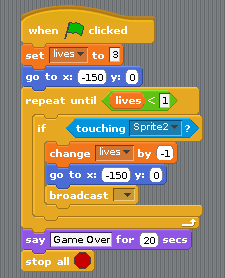 when clicked
set lives to 3
go to x: -150 y: 0
repeat until lives < 1
if touching Sprite2 ?
change lives by -1
go to x: -150 y: 0
broadcast
say Game Over for 20 secs
stop all